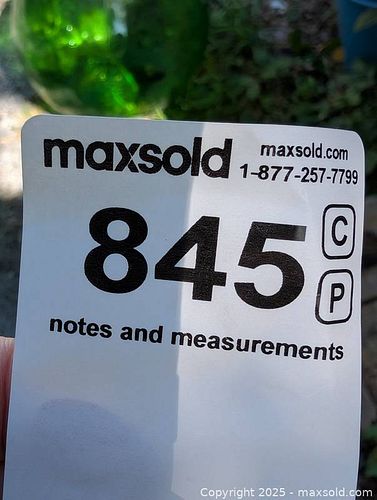 maxsold
maxsold.com
1-877-257-7799
845
C
P
notes and measurements
Copyright © 2025 - maxsold.com